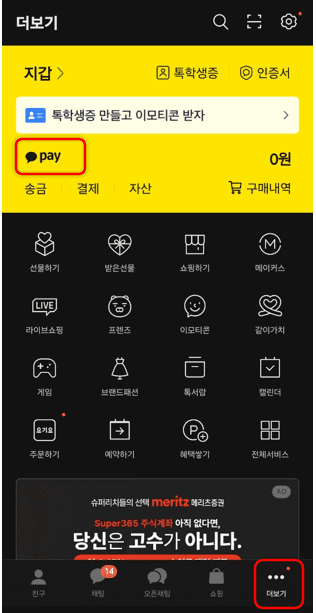 더보기
지갑 >
톡학생증
인증서
톡학생증 만들고 이모티콘 받자
pay
0원
송금
결제
자산
구매내역
선물하기
받은선물
쇼핑하기
메이커스
LIVE
라이브쇼핑
프렌즈
이모티콘
같이가치
게임
브랜드패션
톡서랍
캘린더
요기요
주문하기
예약하기
혜택쌓기
전체서비스
AD
슈퍼리치들의 선택 meritz 메리츠증권
Super365 주식계좌 아직 없다면,
당신은 고수가 아니다.
친구
14
채팅
오픈채팅
쇼핑
더보기